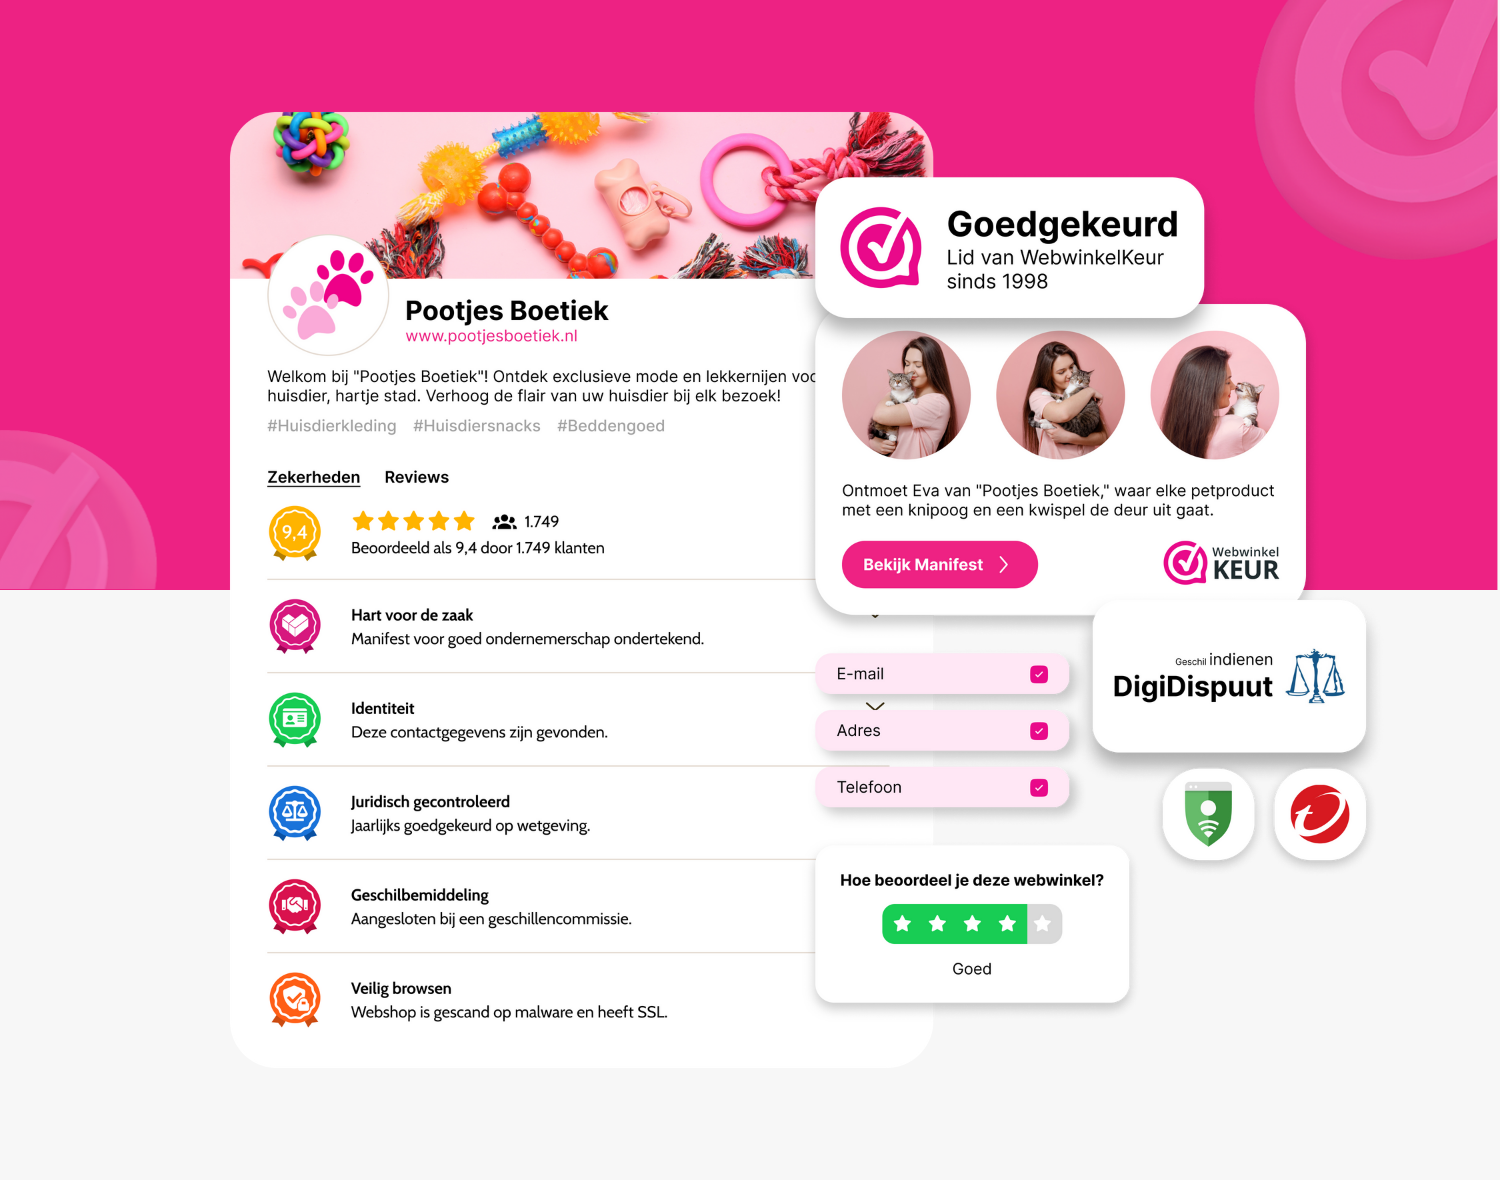 Goedgekeurd
Lid van WebwinkelKeur
sinds 1998
Pootjes Boetiek
www.pootjesboetiek.nl
Welkom bij "Pootjes Boetiek"! Ontdek exclusieve mode en lekkernijen
huisdier, hartje stad. Verhoog de flair van uw huisdier bij elk bezoek!
#Huisdierkleding #Huisdiersnacks #Beddengoed
Zekerheden Reviews
9,4
1.749
Beoordeeld als 9,4 door 1.749 klanten
Hart voor de zaak
Manifest voor goed ondernemerschap ondertekend.
Identiteit
Deze contactgegevens zijn gevonden.
Juridisch gecontroleerd
Jaarlijks goedgekeurd op wetgeving.
Geschilbemiddeling
Aangesloten bij een geschillencommissie.
Veilig browsen
Webshop is gescand op malware en heeft SSL.
Ontmoet Eva van "Pootjes Boetiek," waar elke petproduct
met een knipoog en een kwispel de deur uit gaat.
Bekijk Manifest
Webwinkel
KEUR
E-mail
Adres
Telefoon
Geschil indienen
DigiDispuut
Hoe beoordeel je deze webwinkel?
Goed